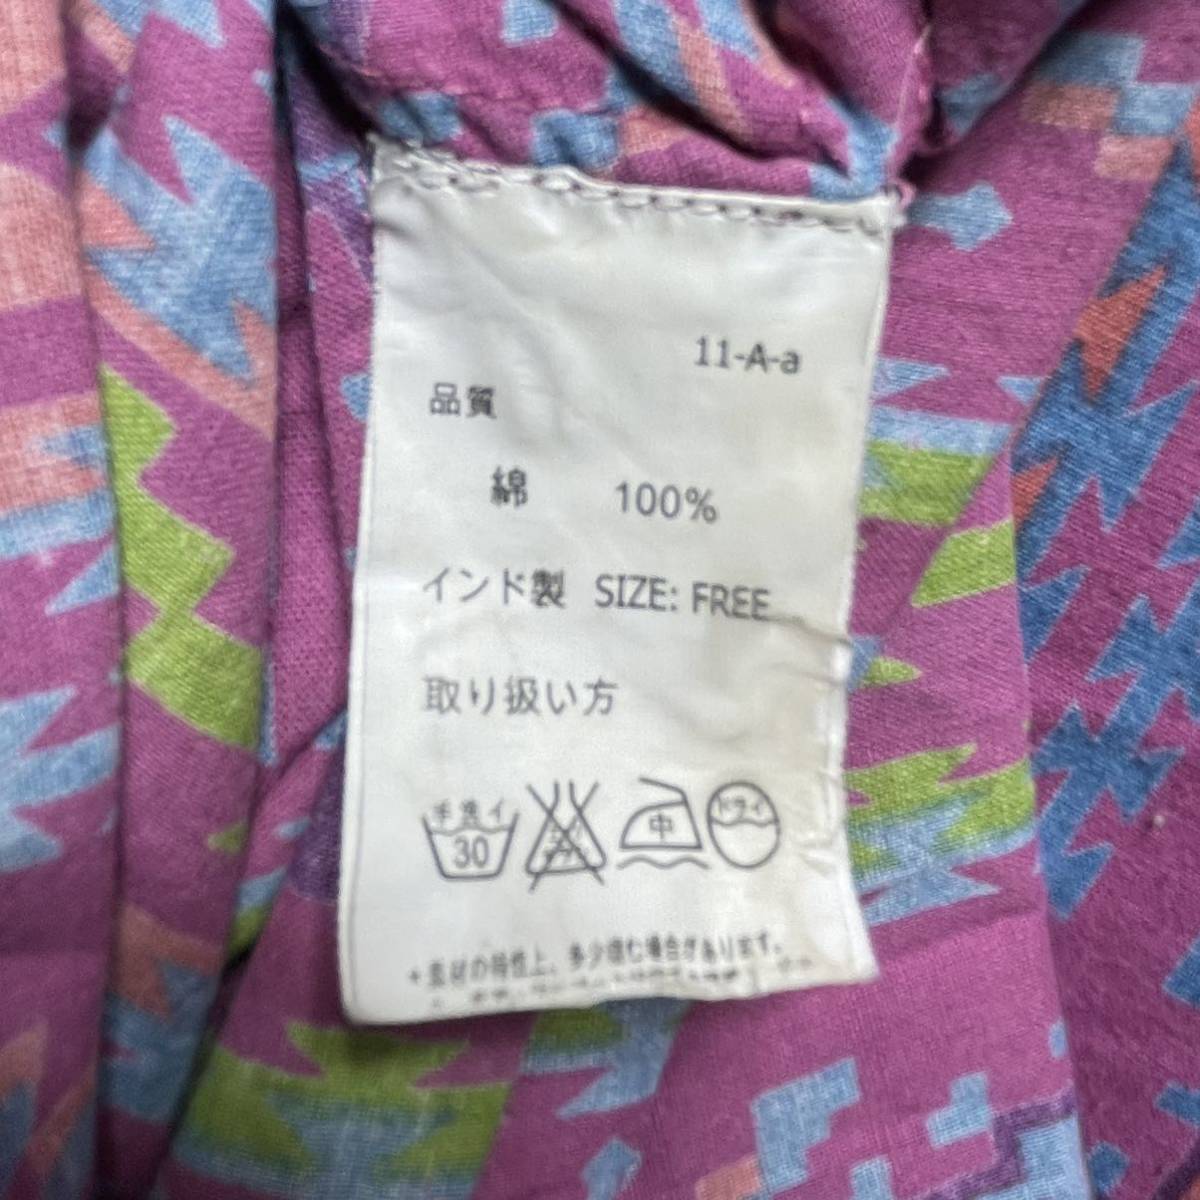 11-A-a
品質
綿 100%
インド製 SIZE: FREE
取り扱い方
手洗イ 30 中 ドライ